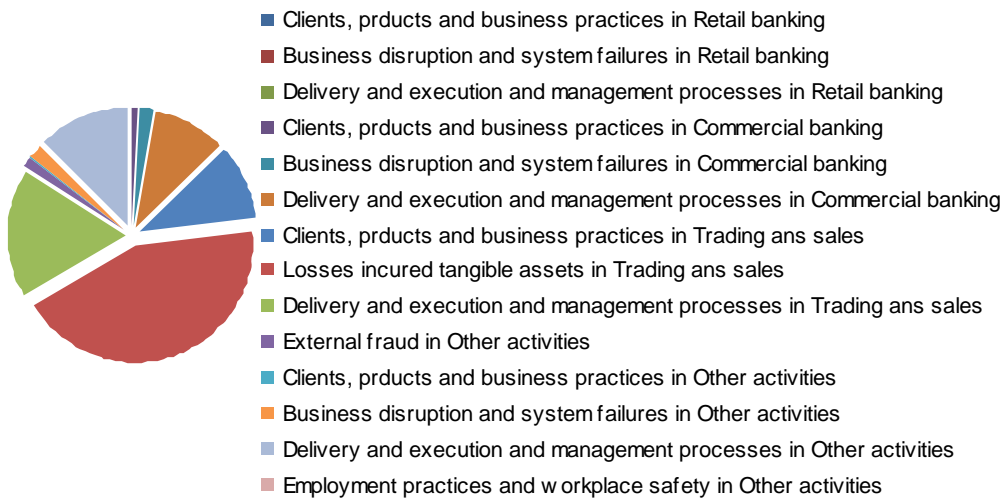 Clients, prducts and business practices in Retail banking
Business disruption and system failures in Retail banking
Delivery and execution and management processes in Retail banking
Clients, prducts and business practices in Commercial banking
Business disruption and system failures in Commercial banking
Delivery and execution and management processes in Commercial banking
Clients, prducts and business practices in Trading ans sales
Losses incured tangible assets in Trading ans sales
Delivery and execution and management processes in Trading ans sales
External fraud in Other activities
Clients, prducts and business practices in Other activities
Business disruption and system failures in Other activities
Delivery and execution and management processes in Other activities
Employment practices and workplace safety in Other activities